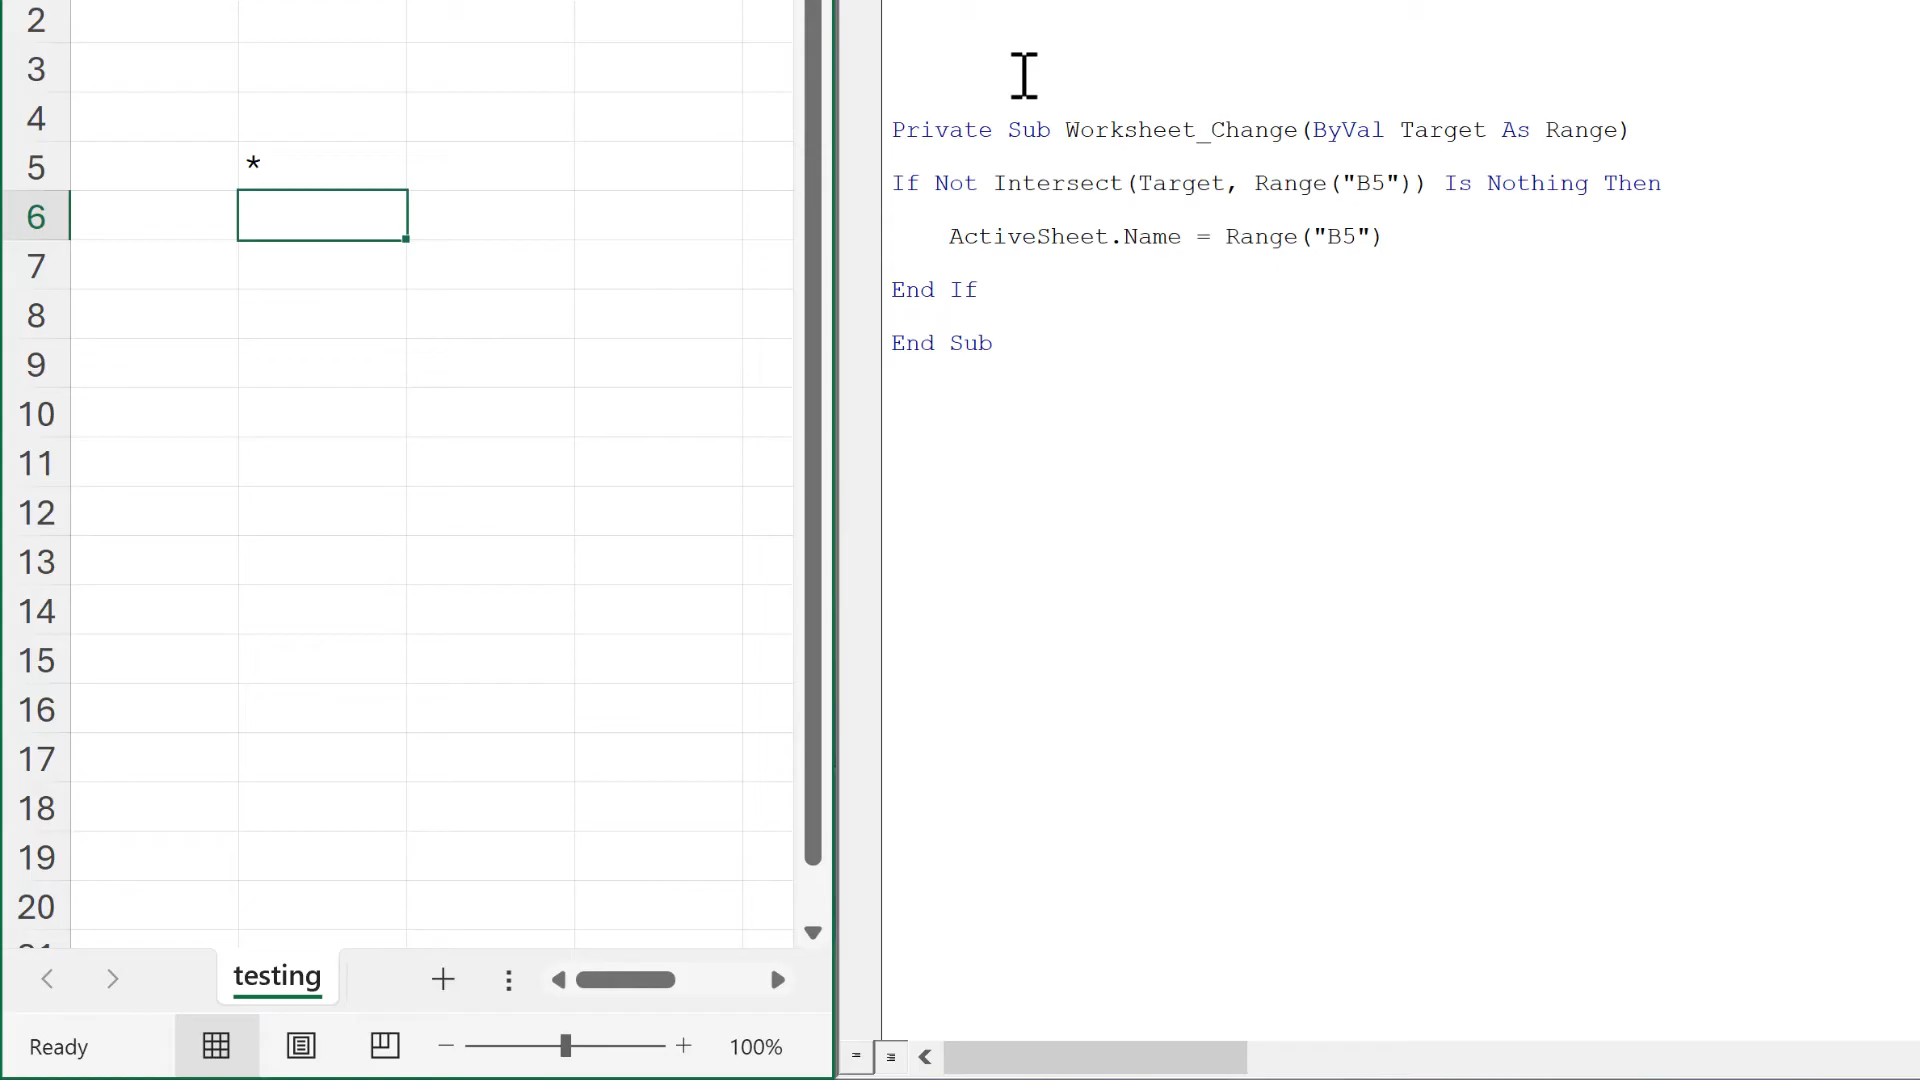 2
3
4
5 *
6
7
8
9
10
11
12
13
14
15
16
17
18
19
20
testing
Ready
100%
Private Sub Worksheet_Change(ByVal Target As Range)
If Not Intersect(Target, Range("B5")) Is Nothing Then
ActiveSheet.Name = Range("B5")
End If
End Sub